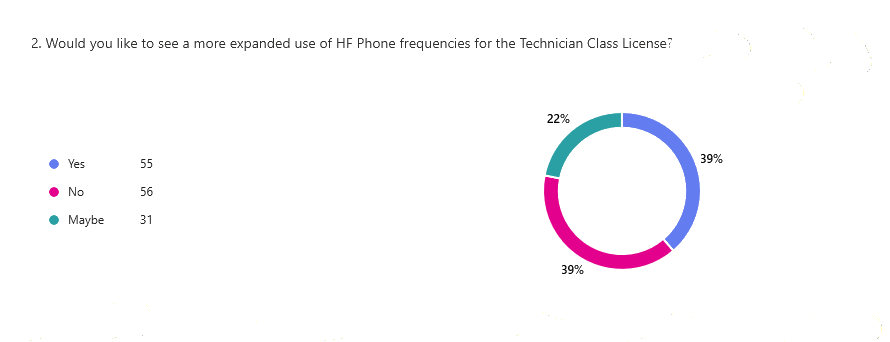 2. Would you like to see a more expanded use of HF Phone frequencies for the Technician Class License?
22%
39%
Yes 55
No 56
Maybe 31
39%